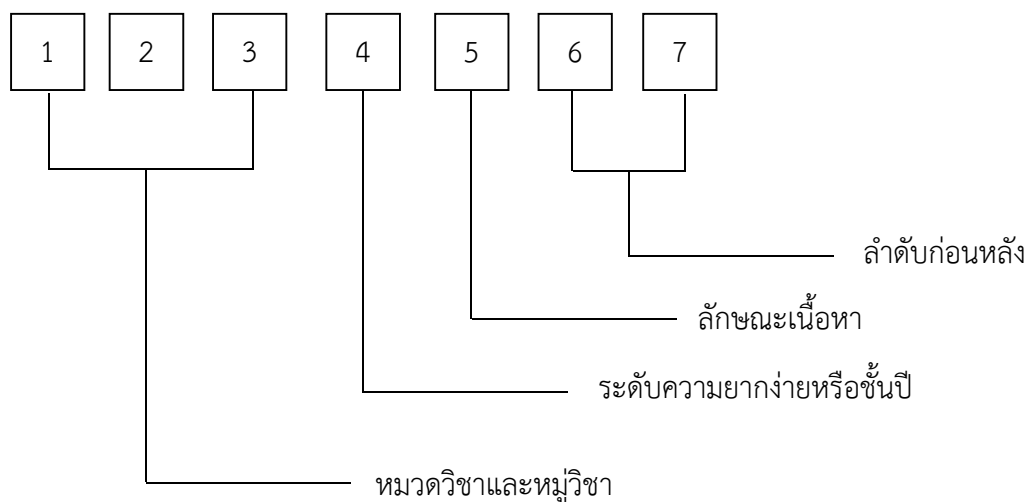 1 2 3 4 5 6 7
ลำดับก่อนหลัง
ลักษณะเนื้อหา
ระดับความยากง่ายหรือชั้นปี
หมวดวิชาและหมู่วิชา